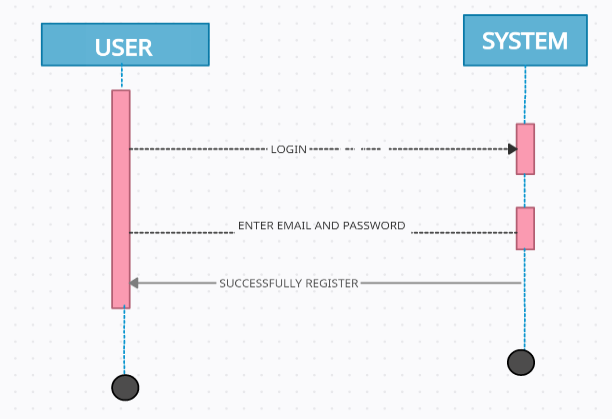 USER
SYSTEM
LOGIN
ENTER EMAIL AND PASSWORD
SUCCESSFULLY REGISTER